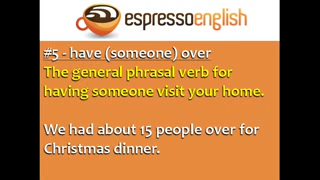 espressoenglish
#5 - have (someone) over
The general phrasal verb for
having someone visit your home.
We had about 15 people over for
Christmas dinner.